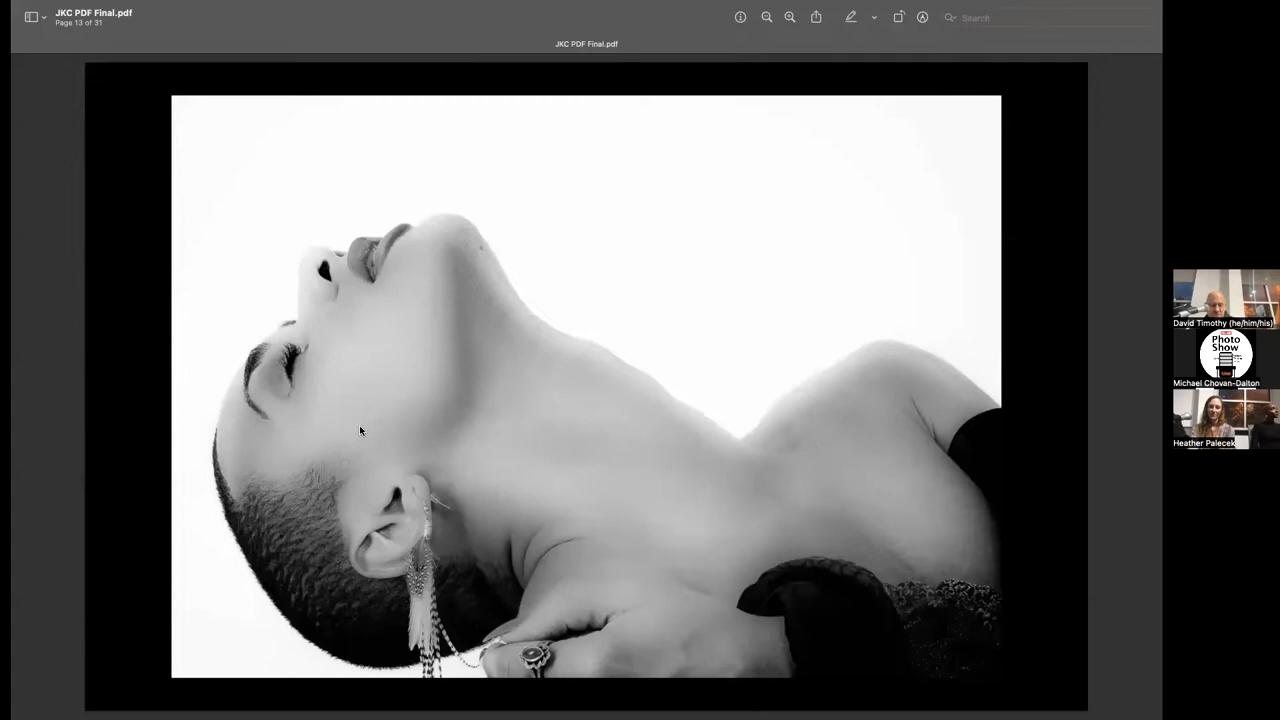 JKC PDF Final.pdf
Page 13 of 31
Search
JKC PDF Final.pdf
David Timothy (he/him/his)
Photo
Show
Michael Chovan-Dalton
Heather Palecek